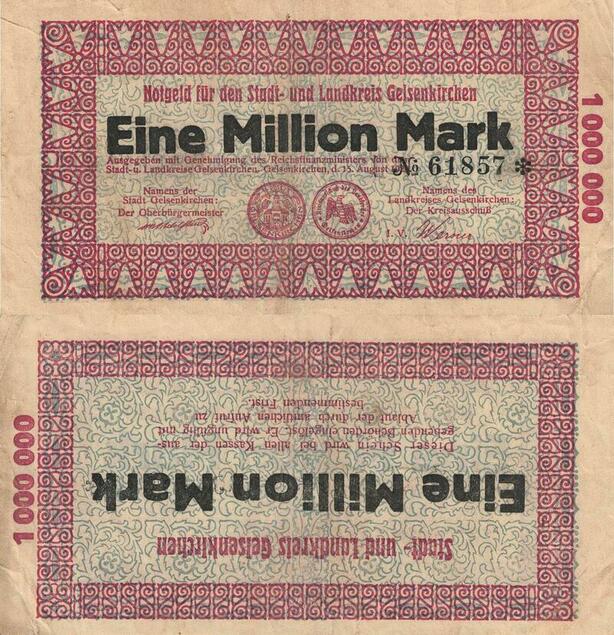 Notgeld für den Stadt- und Landkreis Gelsenkirchen
Eine Million Mark
Ausgegeben mit Genehmigung des Reichsfinanzministers von
Stadt- u. Landkreise Gelsenkirchen. Gelsenkirchen, d. 15. August
№ 61857 *
Namens der
Stadt Gelsenkirchen:
Der Oberbürgermeister
Namens des
Landkreises Gelsenkirchen:
Der Kreisausschuß
I. V.
1 000 000
Stadt- und Landkreis Gelsenkirchen
Eine Million Mark
Dieser Schein wird bei allen Kassen der aus-
gebenden Behörden eingelöst. Er wird ungültig mit
Ablauf der durch amtlichen Aufruf zu
bestimmenden Frist.
1 000 000